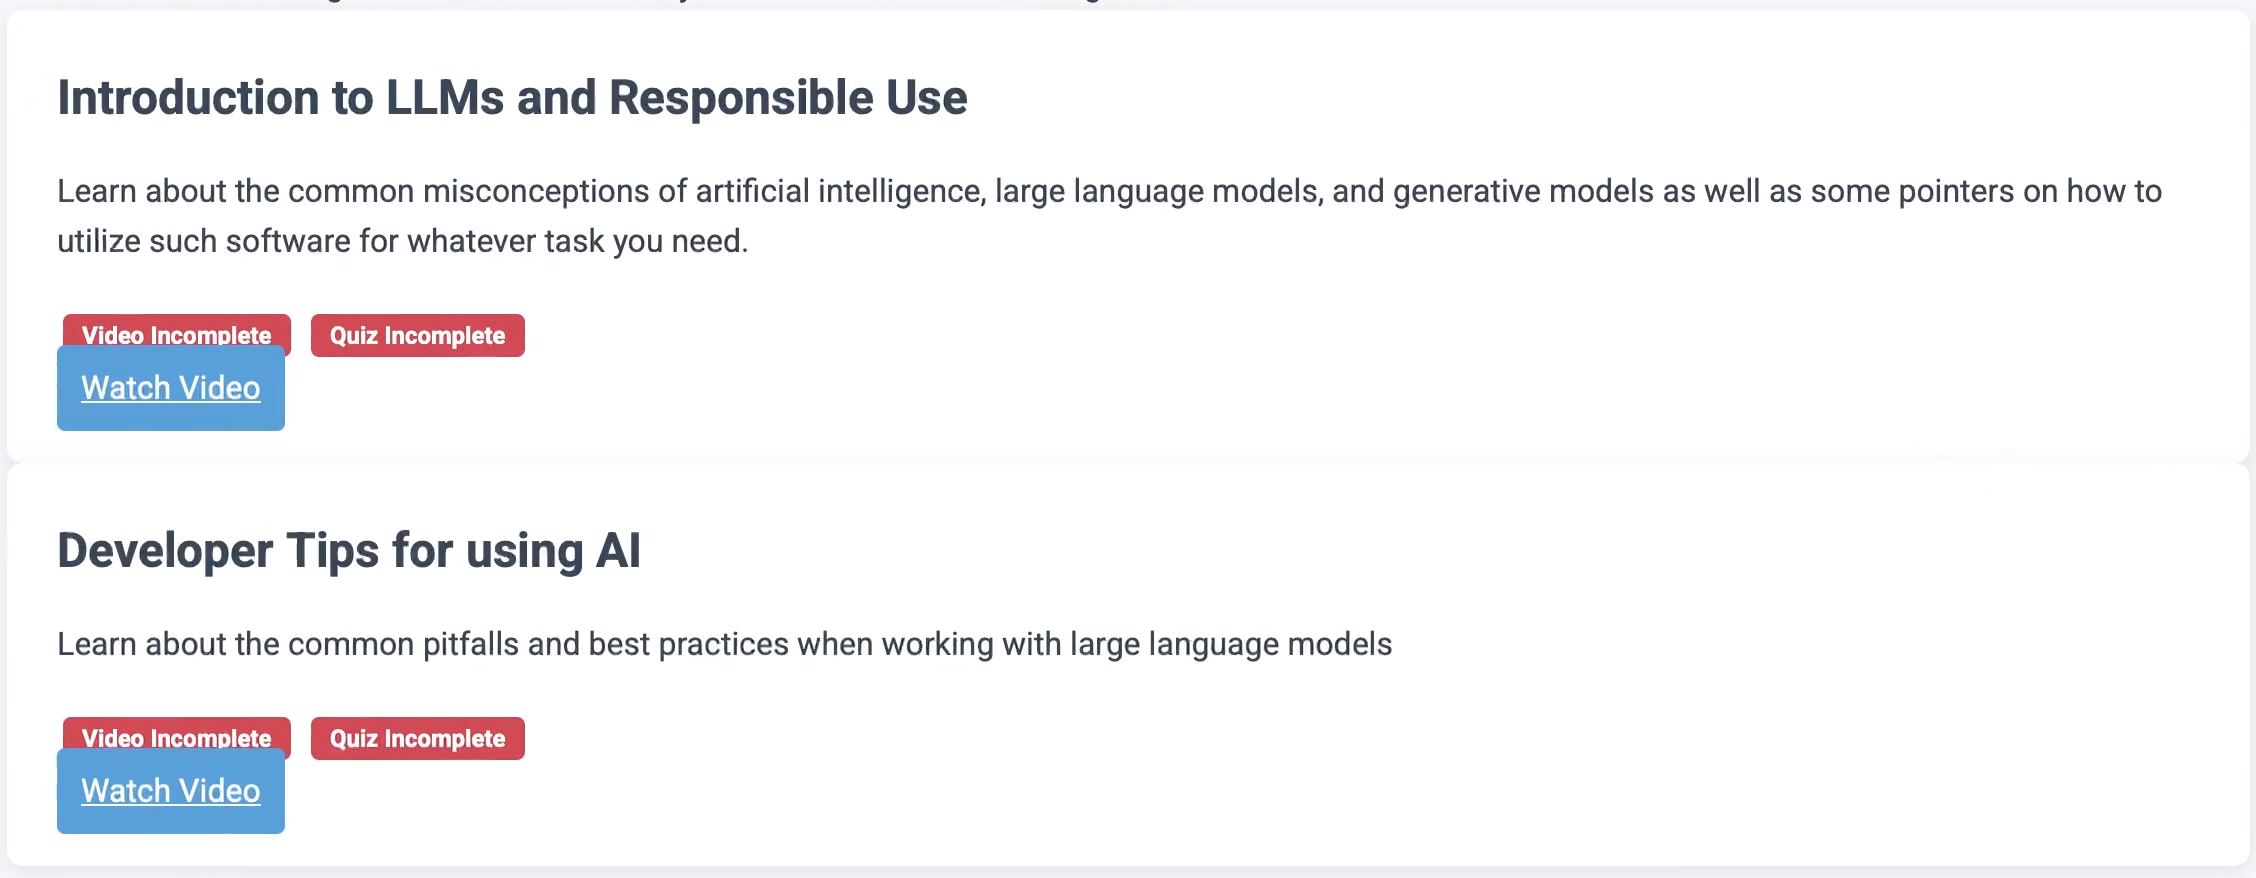 Introduction to LLMs and Responsible Use
Learn about the common misconceptions of artificial intelligence, large language models, and generative models as well as some pointers on how to
utilize such software for whatever task you need.
Video Incomplete Quiz Incomplete
Watch Video
Developer Tips for using AI
Learn about the common pitfalls and best practices when working with large language models
Video Incomplete Quiz Incomplete
Watch Video